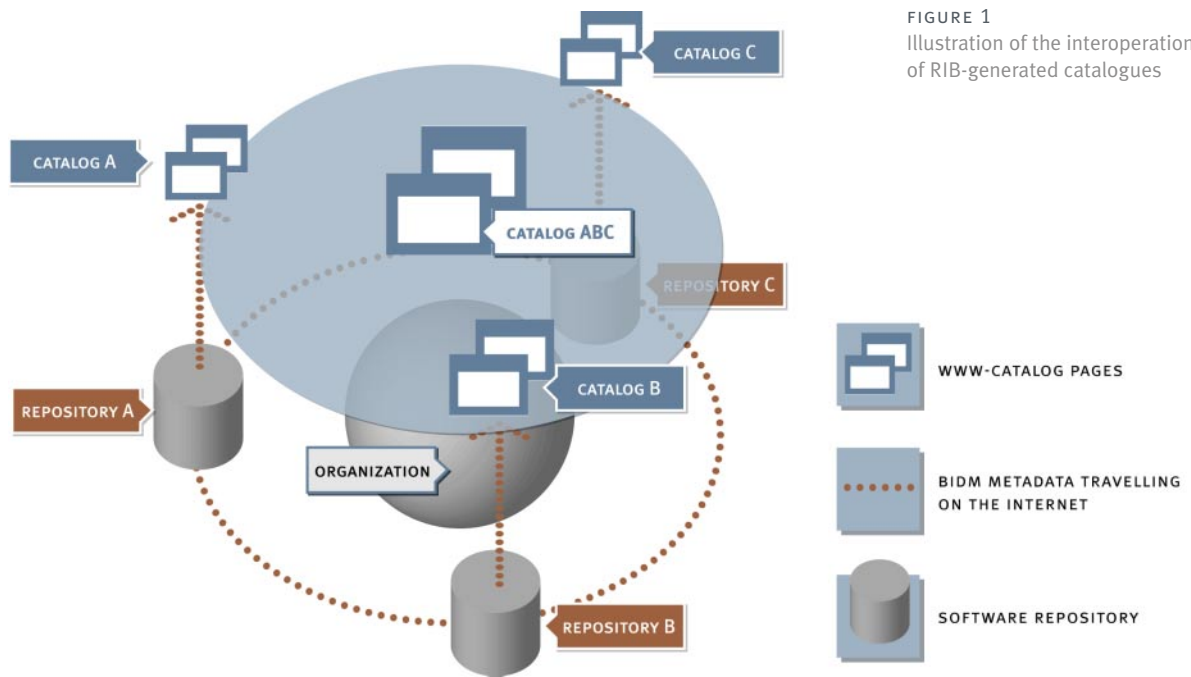 FIGURE 1
Illustration of the interoperation
of RIB-generated catalogues
CATALOG C
CATALOG A
CATALOG ABC
REPOSITORY C
CATALOG B
REPOSITORY A
ORGANIZATION
REPOSITORY B
WWW-CATALOG PAGES
BIDM METADATA TRAVELLING
ON THE INTERNET
SOFTWARE REPOSITORY